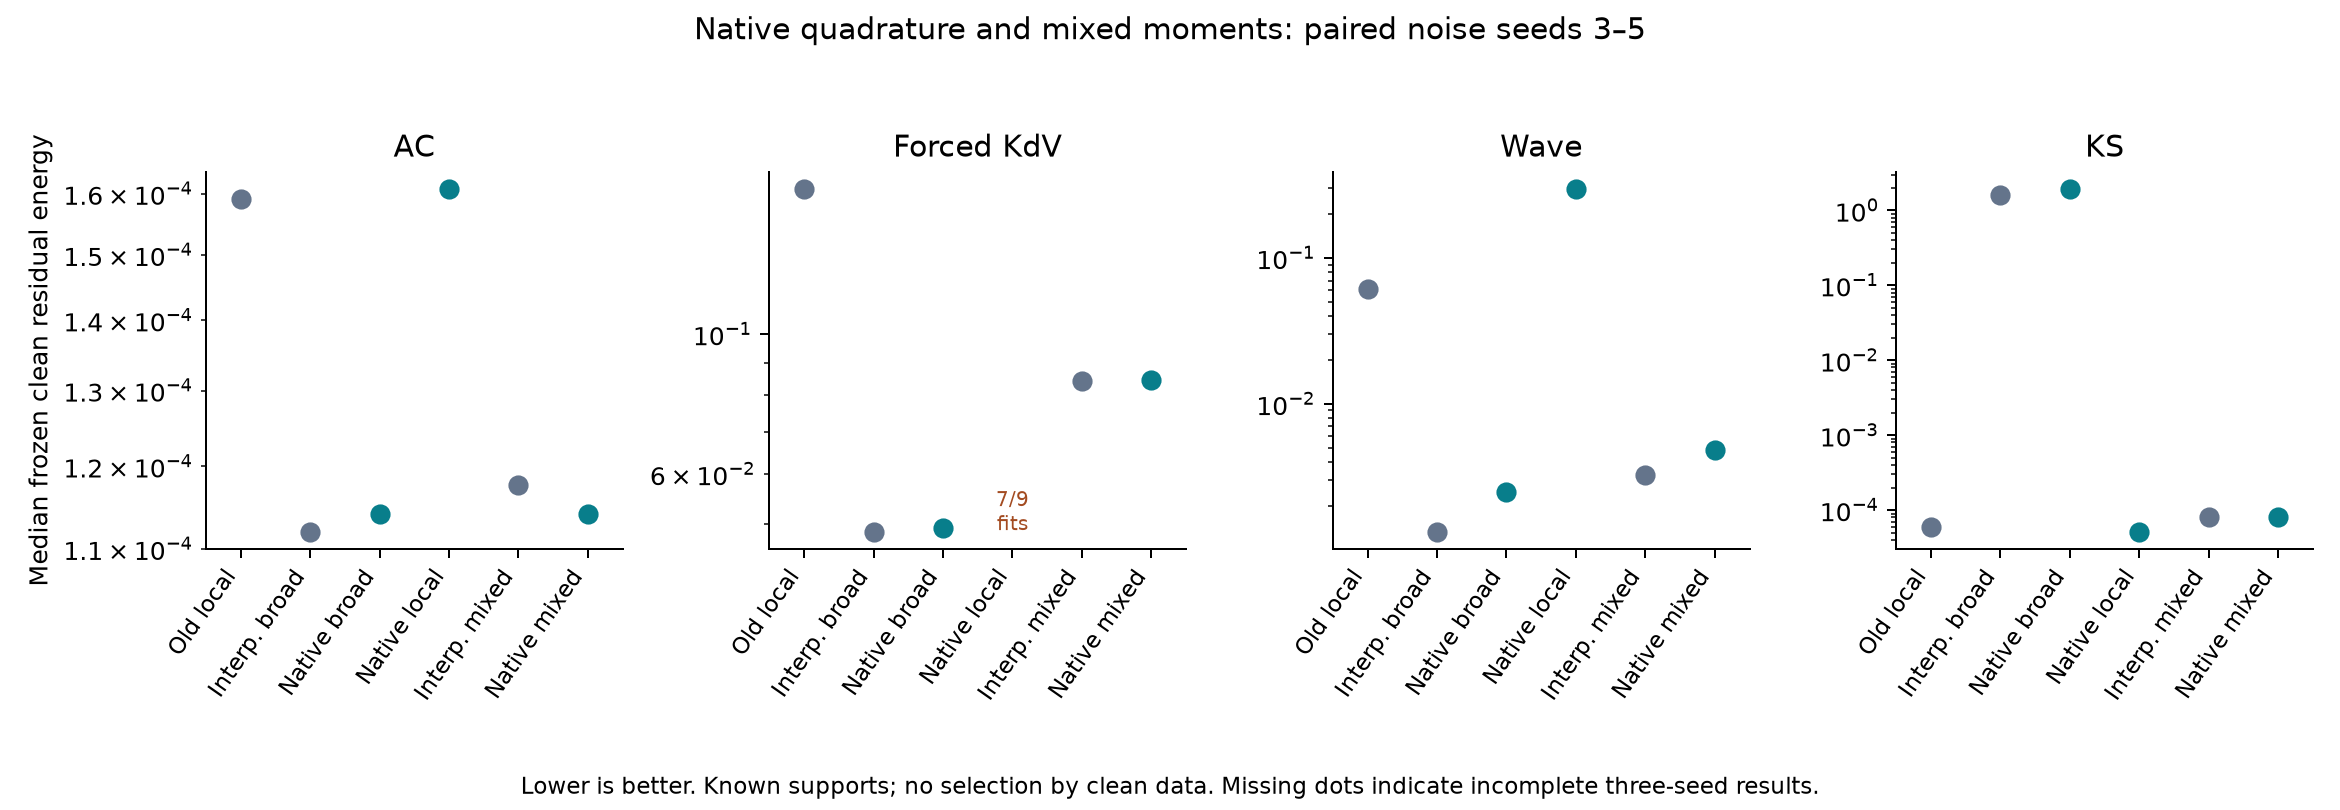 Native quadrature and mixed moments: paired noise seeds 3–5
Median frozen clean residual energy
AC
1.6 × 10⁻⁴
1.5 × 10⁻⁴
1.4 × 10⁻⁴
1.3 × 10⁻⁴
1.2 × 10⁻⁴
1.1 × 10⁻⁴
Old local
Interp. broad
Native broad
Native local
Interp. mixed
Native mixed
Forced KdV
10⁻¹
6 × 10⁻²
7/9
fits
Old local
Interp. broad
Native broad
Native local
Interp. mixed
Native mixed
Wave
10⁻¹
10⁻²
Old local
Interp. broad
Native broad
Native local
Interp. mixed
Native mixed
KS
10⁰
10⁻¹
10⁻²
10⁻³
10⁻⁴
Old local
Interp. broad
Native broad
Native local
Interp. mixed
Native mixed
Lower is better. Known supports; no selection by clean data. Missing dots indicate incomplete three-seed results.